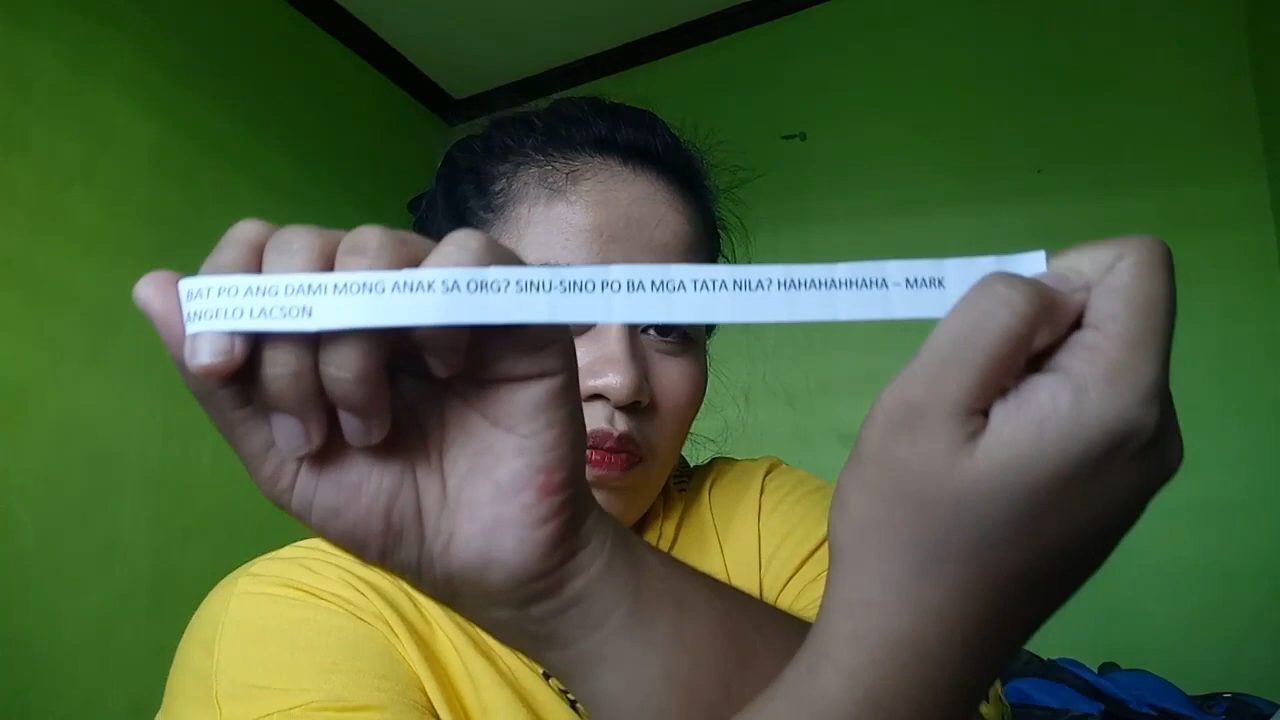 BAT PO ANG DAMI MONG ANAK SA ORG? SINU-SINO PO BA MGA TATA NILA? HAHAHAHHAHA – MARK
ANGELO LACSON